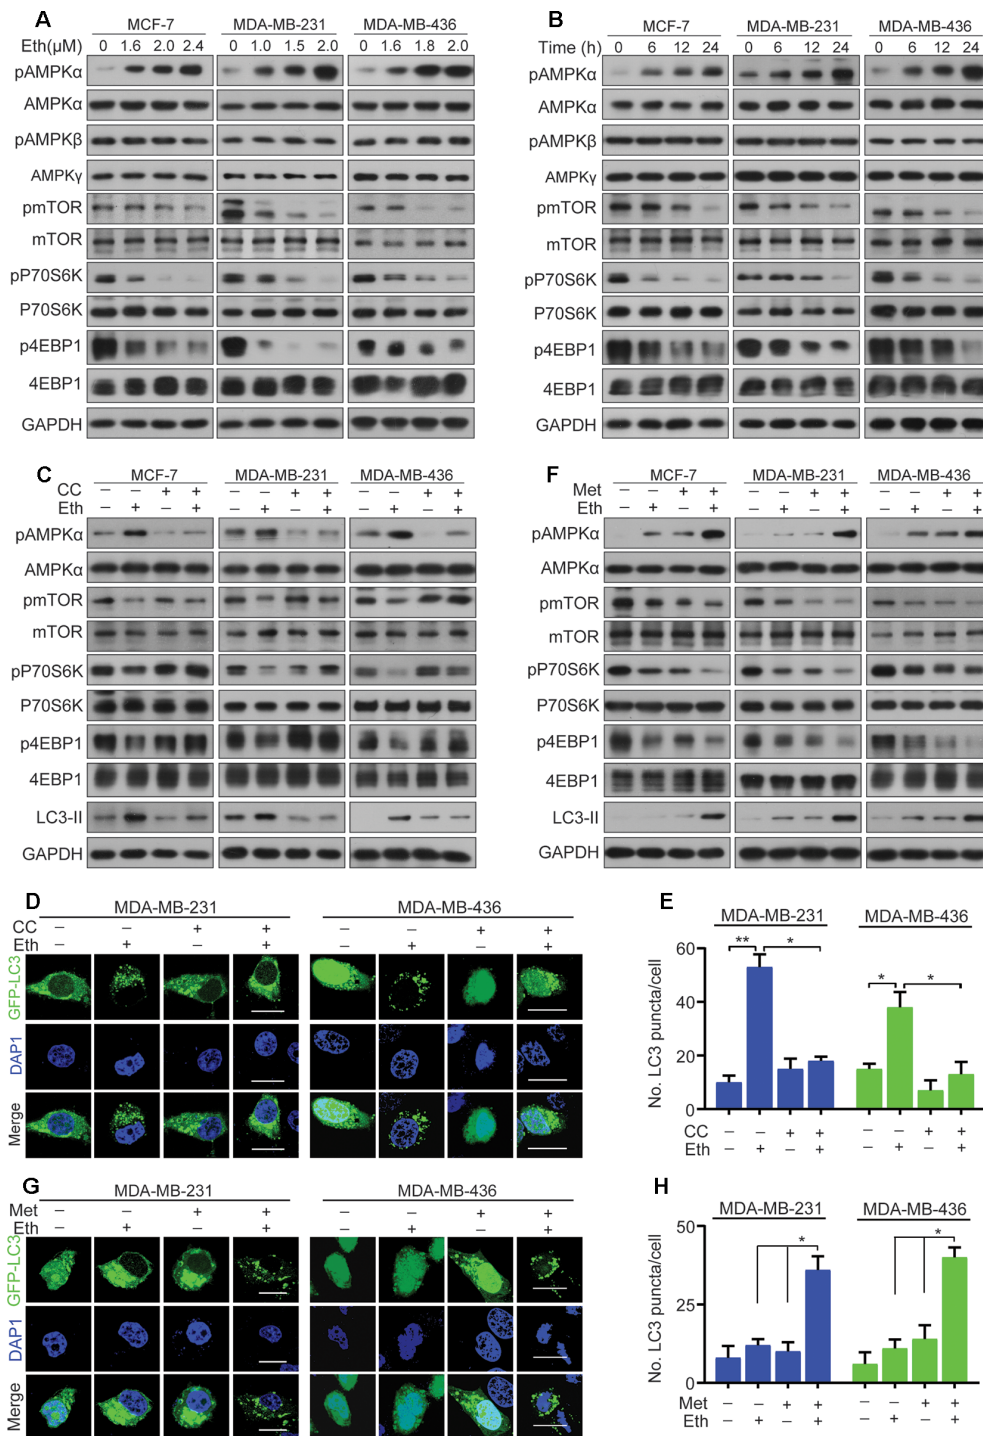 A
MCF-7 MDA-MB-231 MDA-MB-436
Eth(μM) 0 1.6 2.0 2.4 0 1.0 1.5 2.0 0 1.6 1.8 2.0
pAMPKα
AMPKα
pAMPKβ
AMPKγ
pmTOR
mTOR
pP70S6K
P70S6K
p4EBP1
4EBP1
GAPDH
B
MCF-7 MDA-MB-231 MDA-MB-436
Time (h) 0 6 12 24 0 6 12 24 0 6 12 24
pAMPKα
AMPKα
pAMPKβ
AMPKγ
pmTOR
mTOR
pP70S6K
P70S6K
p4EBP1
4EBP1
GAPDH
C
MCF-7 MDA-MB-231 MDA-MB-436
CC – – + + – – + + – – + +
Eth – + – + – + – + – + – +
pAMPKα
AMPKα
pmTOR
mTOR
pP70S6K
P70S6K
p4EBP1
4EBP1
LC3-II
GAPDH
F
MCF-7 MDA-MB-231 MDA-MB-436
Met – – + + – – + + – – + +
Eth – + – + – + – + – + – +
pAMPKα
AMPKα
pmTOR
mTOR
pP70S6K
P70S6K
p4EBP1
4EBP1
LC3-II
GAPDH
D
MDA-MB-231 MDA-MB-436
CC – – + + – – + +
Eth – + – + – + – +
GFP-LC3
DAP1
Merge
E
MDA-MB-231 MDA-MB-436
No. LC3 puncta/cell
60
40
20
0
** * * *
CC – – + + – – + +
Eth – + – + – + – +
G
MDA-MB-231 MDA-MB-436
Met – – + + – – + +
Eth – + – + – + – +
GFP-LC3
DAP1
Merge
H
MDA-MB-231 MDA-MB-436
No. LC3 puncta/cell
50
25
0
* *
Met – – + + – – + +
Eth – + – + – + – +